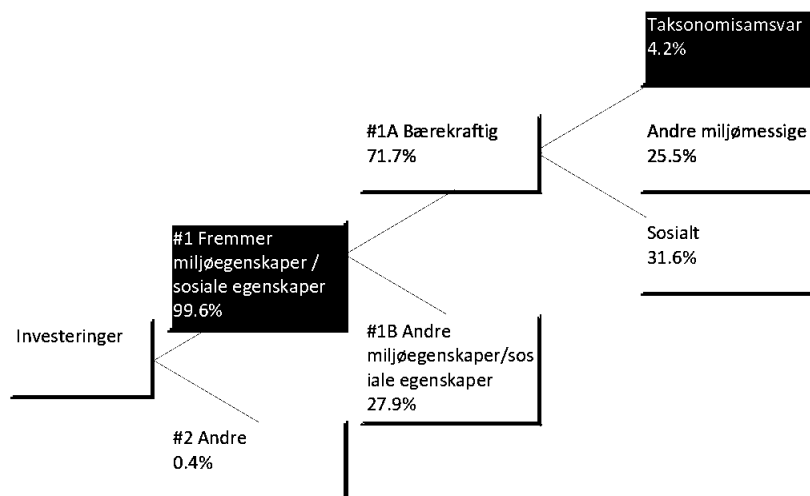 Taksonomisamsvar
4.2%
#1A Bærekraftig
71.7%
Andre miljømessige
25.5%
#1 Fremmer
miljøegenskaper /
sosiale egenskaper
99.6%
Sosialt
31.6%
Investeringer
#1B Andre
miljøegenskaper/sos
iale egenskaper
27.9%
#2 Andre
0.4%